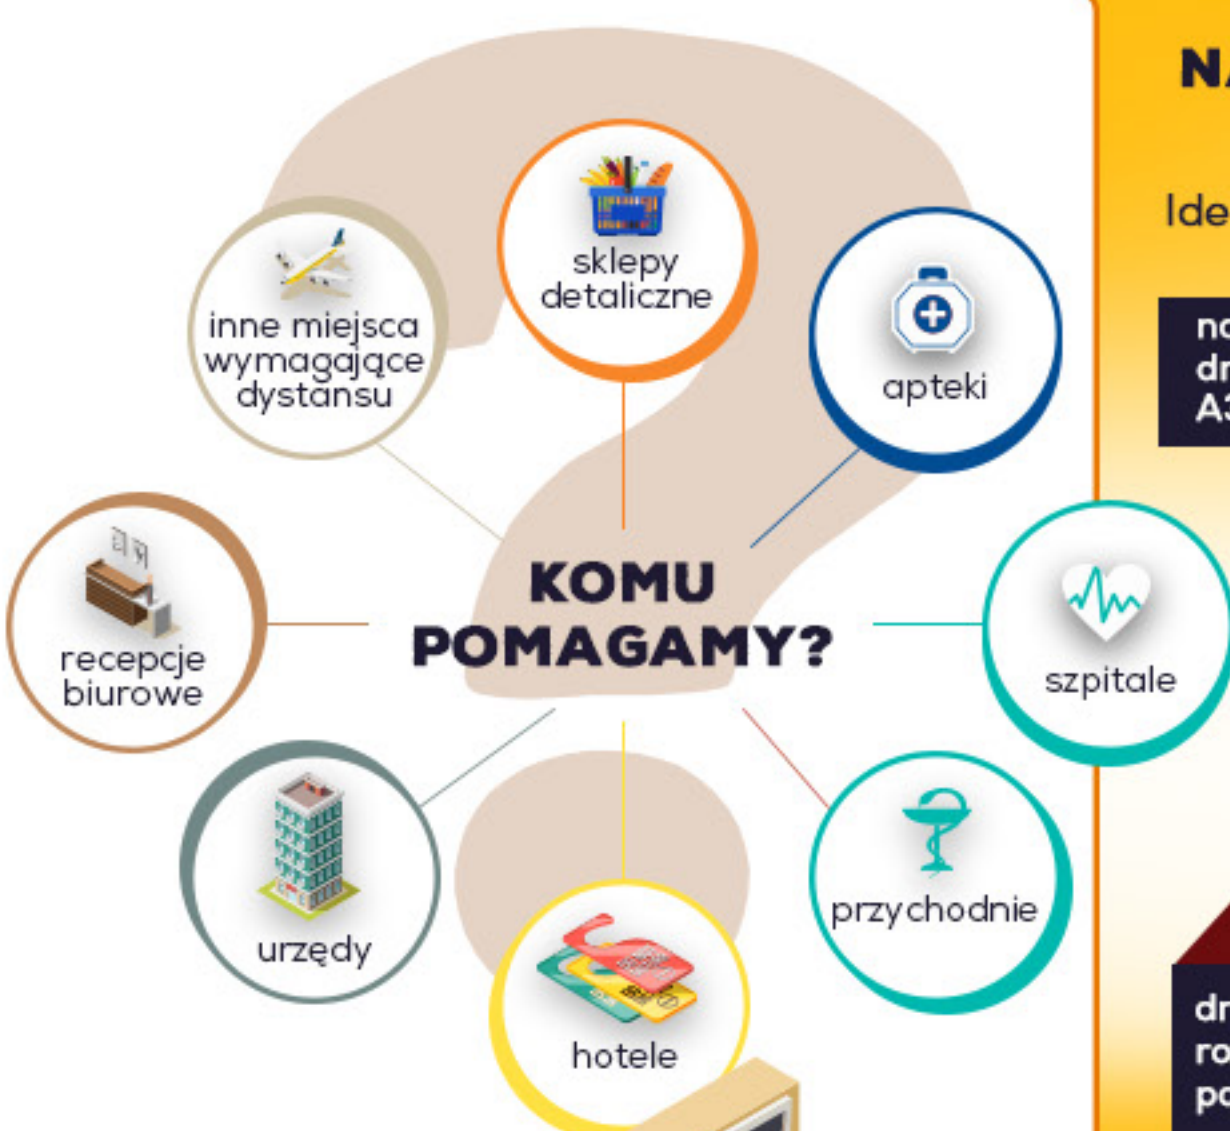 sklepy
detaliczne
inne miejsca
wymagające
dystansu
apteki
KOMU
POMAGAMY?
recepcje
biurowe
szpitale
urzędy
przychodnie
hotele